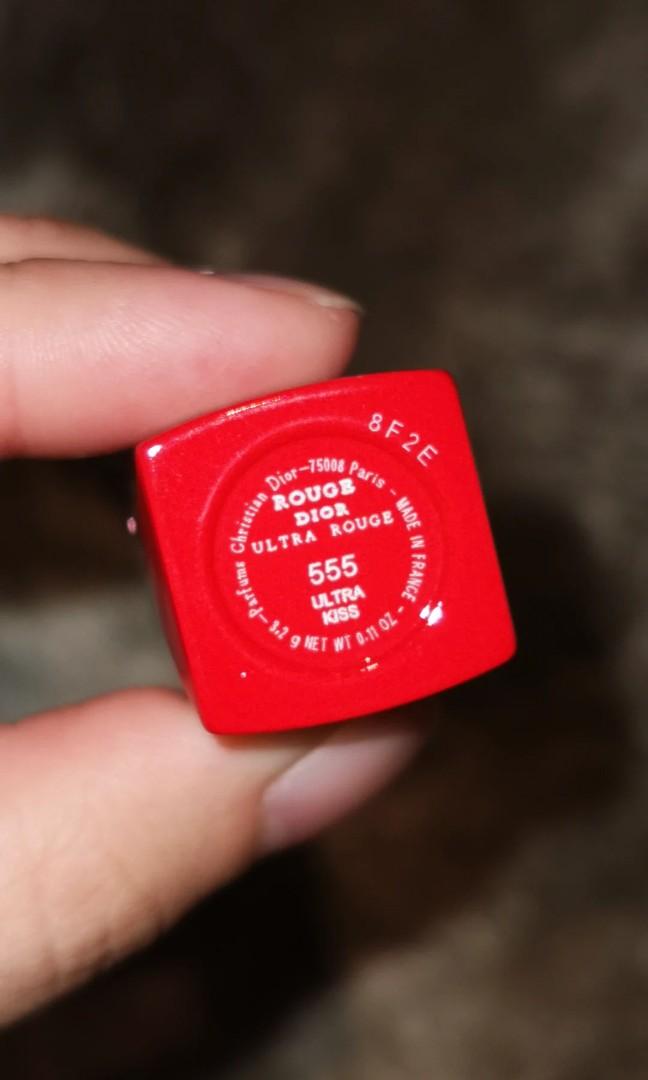 8F2E
Parfums Christian Dior—75008 Paris - MADE IN FRANCE - 3,2 g NET WT 0.11 OZ -
ROUGE
DIOR
ULTRA ROUGE
555
ULTRA
KISS